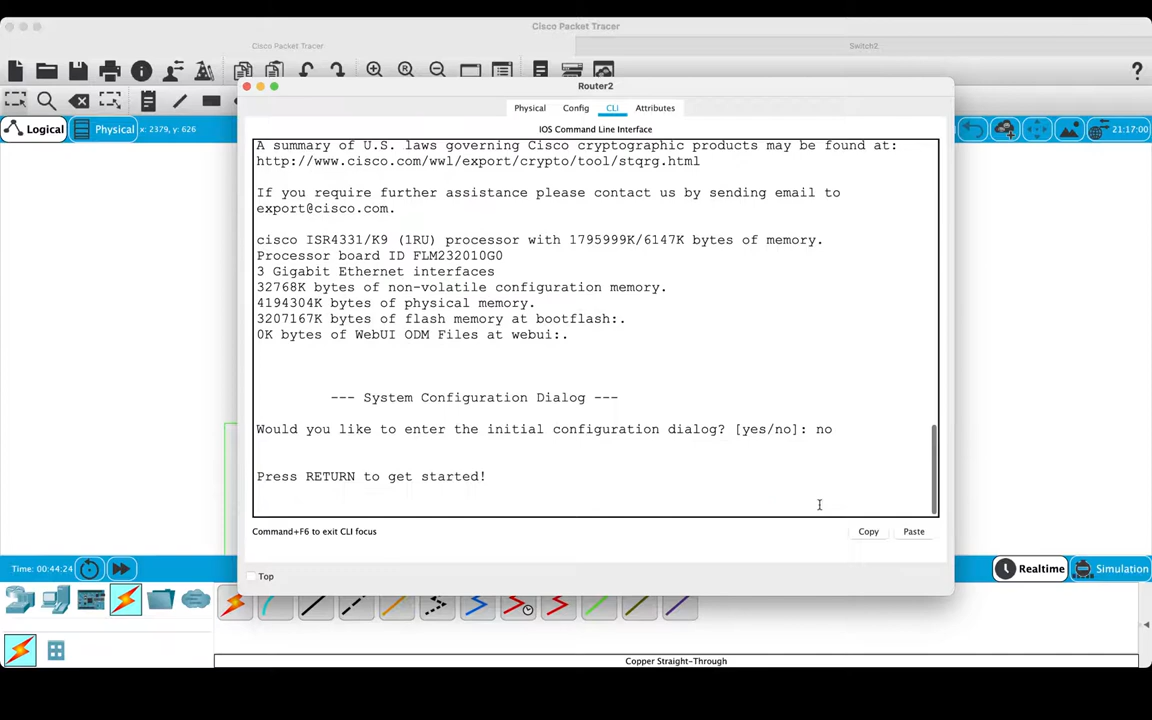 Cisco Packet Tracer
Cisco Packet Tracer
Switch2
Router2
Physical
Config
CLI
Attributes
Logical
Physical
x: 2379, y: 626
21:17:00
IOS Command Line Interface
A summary of U.S. laws governing Cisco cryptographic products may be found at:
http://www.cisco.com/wwl/export/crypto/tool/stqrg.html
If you require further assistance please contact us by sending email to
export@cisco.com.
cisco ISR4331/K9 (1RU) processor with 1795999K/6147K bytes of memory.
Processor board ID FLM232010G0
3 Gigabit Ethernet interfaces
32768K bytes of non-volatile configuration memory.
4194304K bytes of physical memory.
3207167K bytes of flash memory at bootflash:.
0K bytes of WebUI ODM Files at webui:.
--- System Configuration Dialog ---
Would you like to enter the initial configuration dialog? [yes/no]: no
Press RETURN to get started!
Command+F6 to exit CLI focus
Copy
Paste
Top
Time: 00:44:24
Realtime
Simulation
Copper Straight-Through